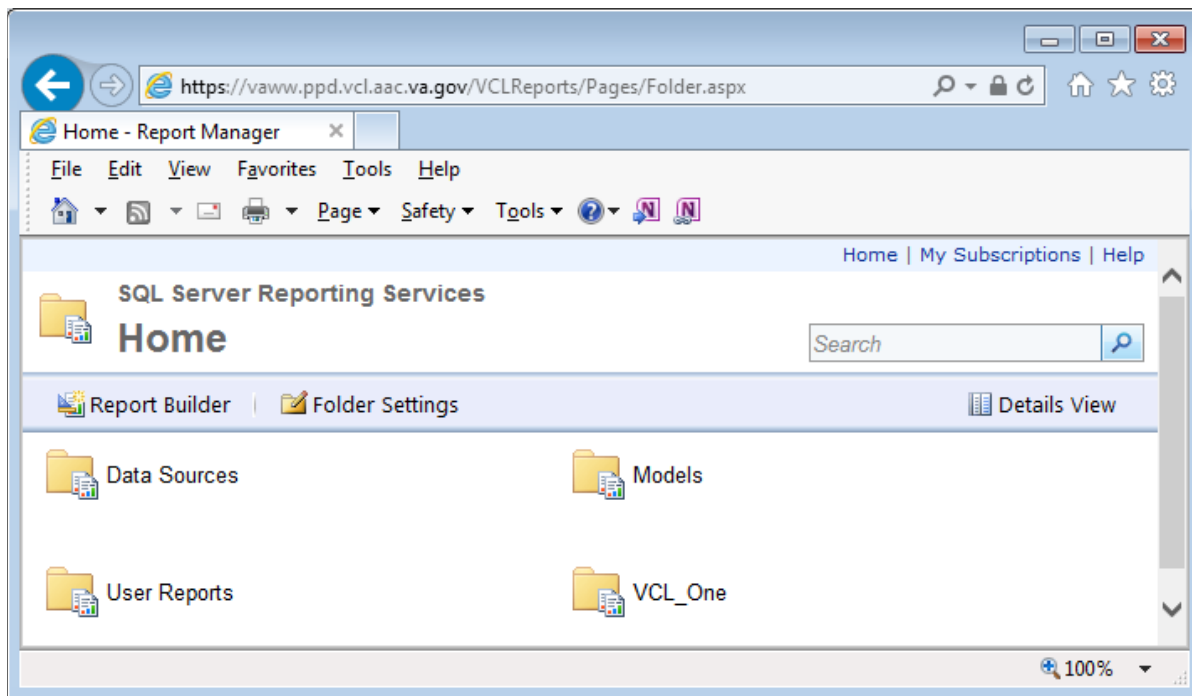 https://vaww.ppd.vcl.aac.va.gov/VCLReports/Pages/Folder.aspx
Home - Report Manager
File Edit View Favorites Tools Help
Page Safety Tools
Home | My Subscriptions | Help
SQL Server Reporting Services
Home
Search
Report Builder | Folder Settings Details View
Data Sources Models
User Reports VCL_One
100%